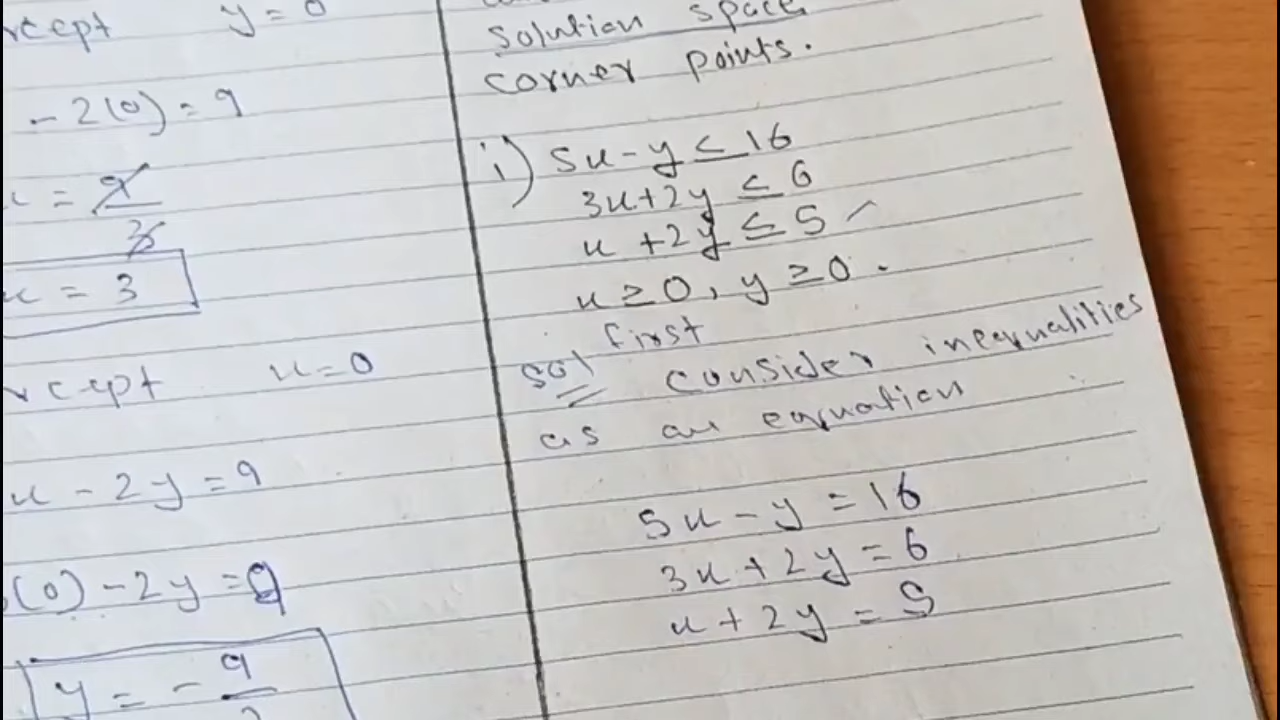 y = 0
- 2(0) = 9
= 9
3
x = 3
x = 0
x - 2y = 9
(0) - 2y = 9
y = - 9
solution space
corner points.
i) 5x - y ≤ 16
3x + 2y ≤ 6
x + 2y ≤ 5
x ≥ 0, y ≥ 0.
Sol first consider inequalities
as an equation
5x - y = 16
3x + 2y = 6
x + 2y = 5